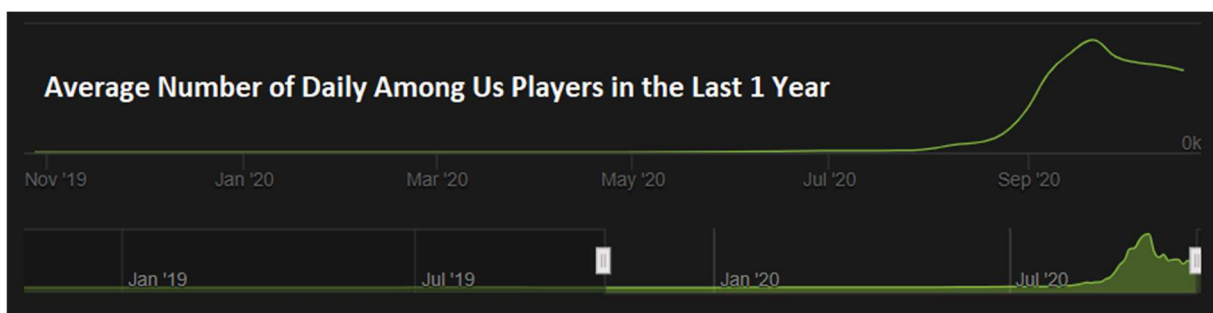 Average Number of Daily Among Us Players in the Last 1 Year
0k
Nov '19 Jan '20 Mar '20 May '20 Jul '20 Sep '20
Jan '19 Jul '19 Jan '20 Jul '20